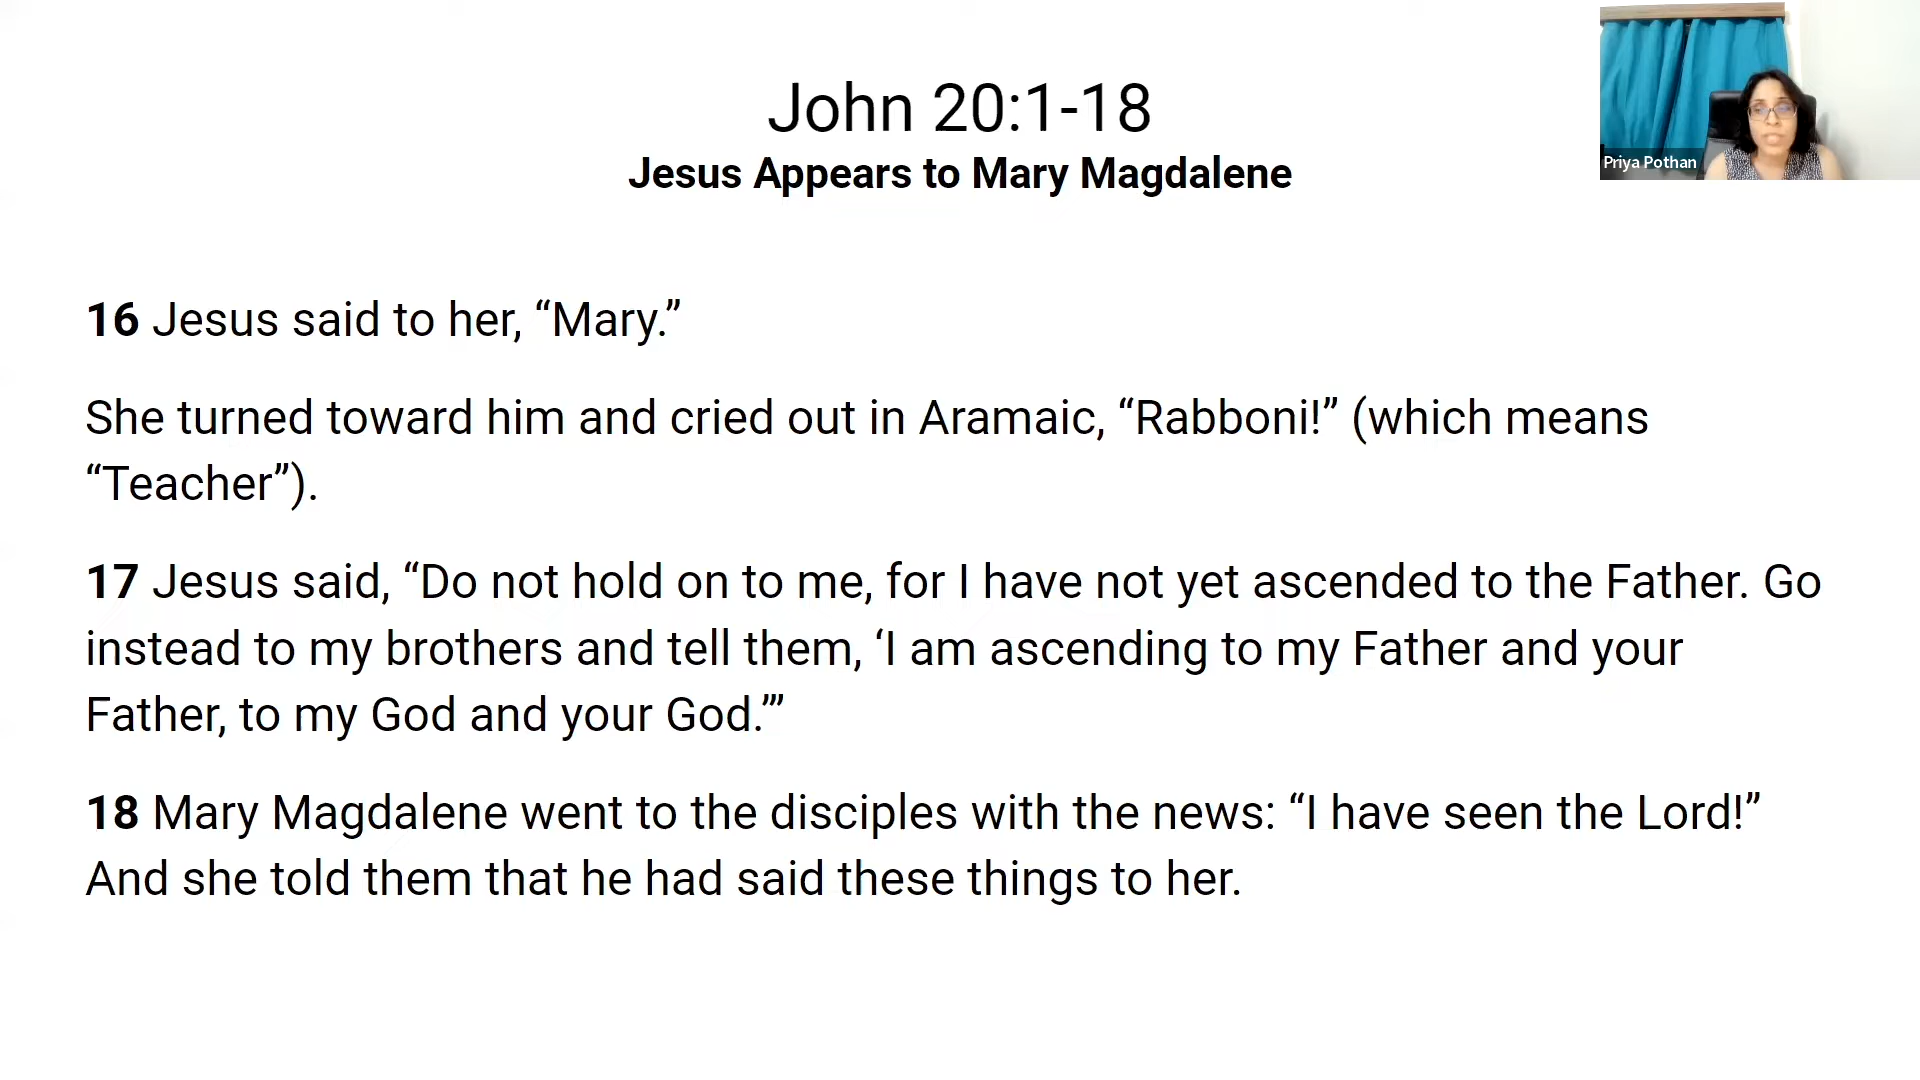 John 20:1-18
Jesus Appears to Mary Magdalene
Priya Pothan
16 Jesus said to her, “Mary.”
She turned toward him and cried out in Aramaic, “Rabboni!” (which means
“Teacher”).
17 Jesus said, “Do not hold on to me, for I have not yet ascended to the Father. Go
instead to my brothers and tell them, ‘I am ascending to my Father and your
Father, to my God and your God.’”
18 Mary Magdalene went to the disciples with the news: “I have seen the Lord!”
And she told them that he had said these things to her.